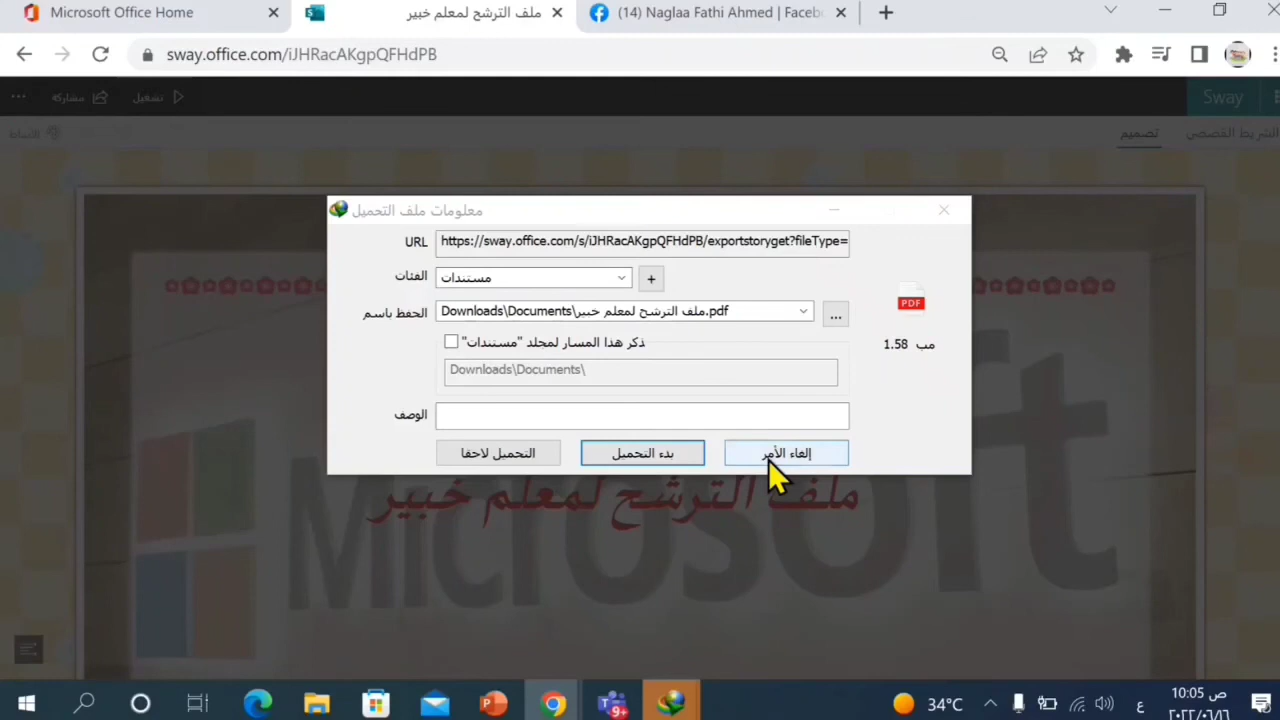 Microsoft Office Home
ملف الترشح لمعلم خبير
(14) Naglaa Fathi Ahmed | Faceb
sway.office.com/iJHRacAKgpQFHdPB
مشاركة
تشغيل
Sway
النشاط
تصميم
الشريط القصصي
معلومات ملف التحميل
URL
https://sway.office.com/s/iJHRacAKgpQFHdPB/exportstoryget?fileType=
الفئات
مستندات
+
الحفظ باسم
Downloads\Documents\ملف الترشح لمعلم خبير.pdf
...
PDF
تذكر هذا المسار لمجلد "مستندات"
1.58 مب
Downloads\Documents\
الوصف
التحميل لاحقا
بدء التحميل
إلغاء الأمر
ملف الترشح لمعلم خبير
Microsoft
34°C
ع
10:05 ص